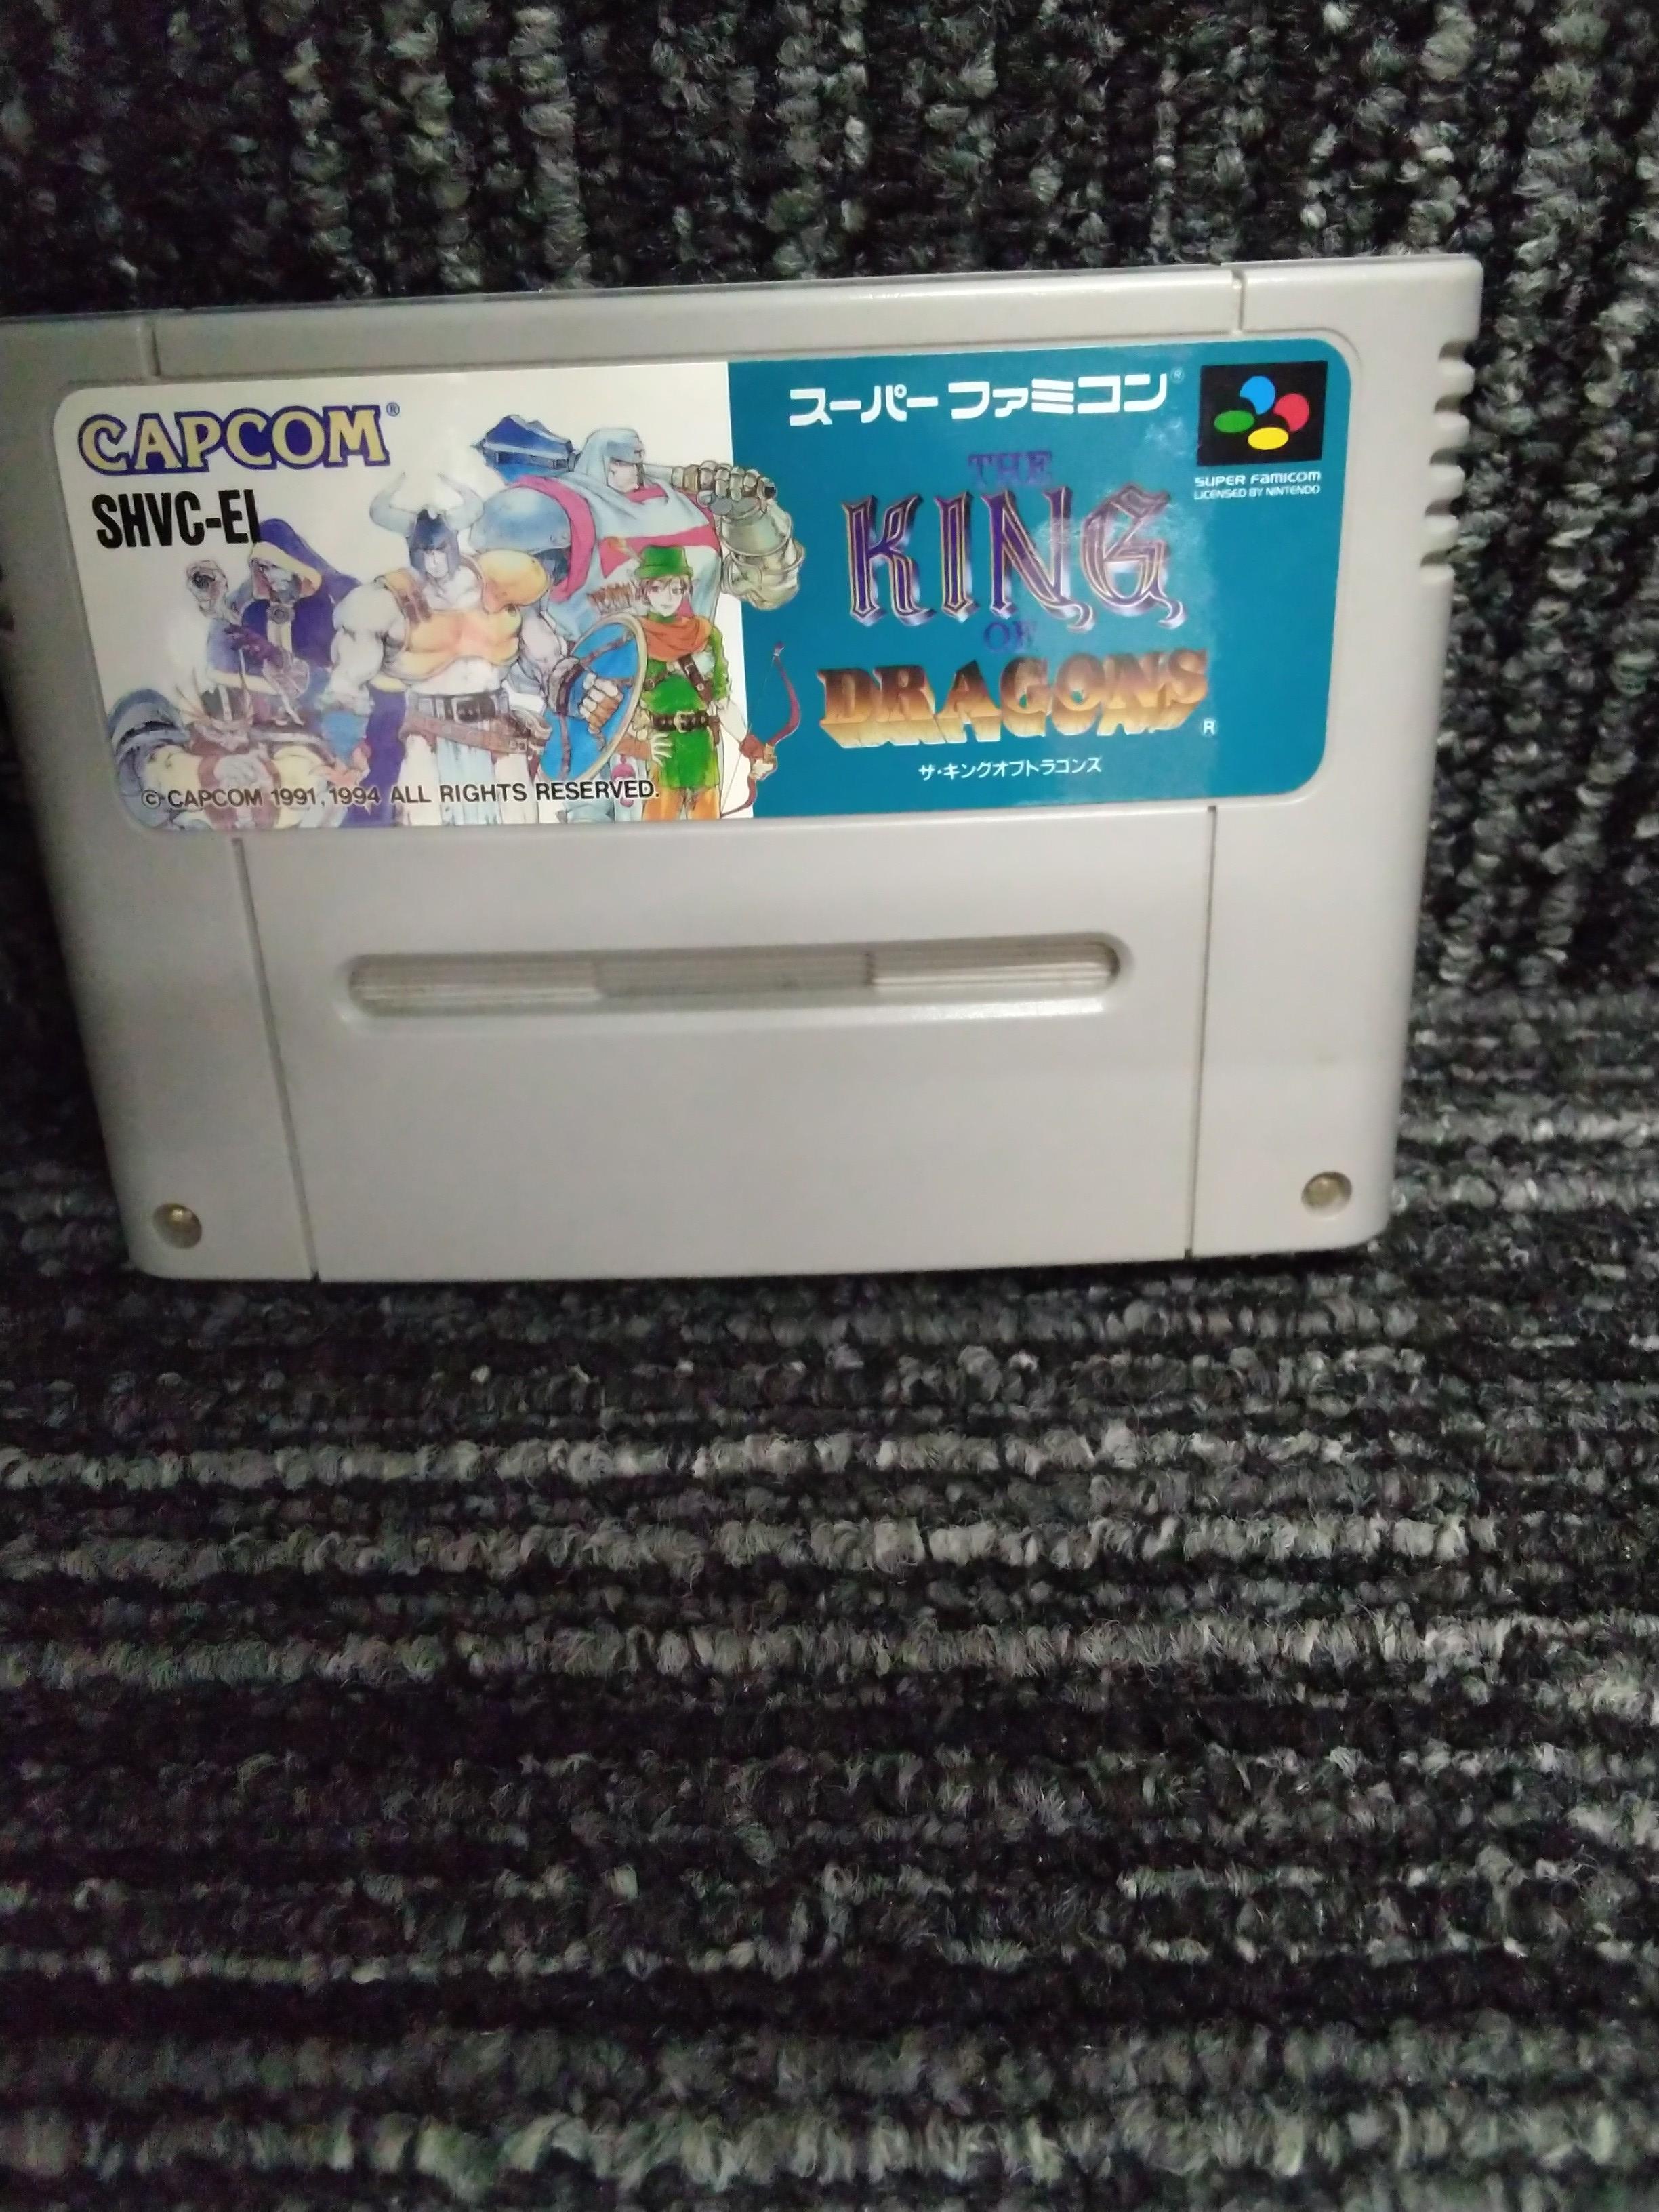 CAPCOM®
SHVC-EI
© CAPCOM 1991, 1994 ALL RIGHTS RESERVED.
スーパーファミコン®
SUPER FAMICOM
LICENSED BY NINTENDO
THE
KING
OF
DRAGONS®
ザ・キングオブドラゴンズ